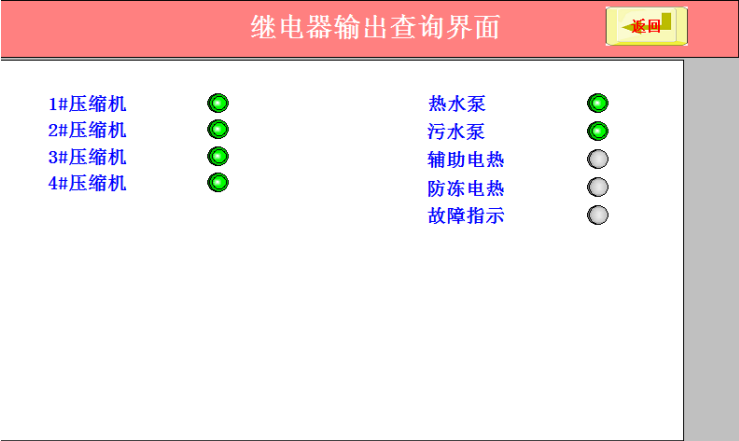 继电器输出查询界面
返回
1#压缩机
2#压缩机
3#压缩机
4#压缩机
热水泵
污水泵
辅助电热
防冻电热
故障指示